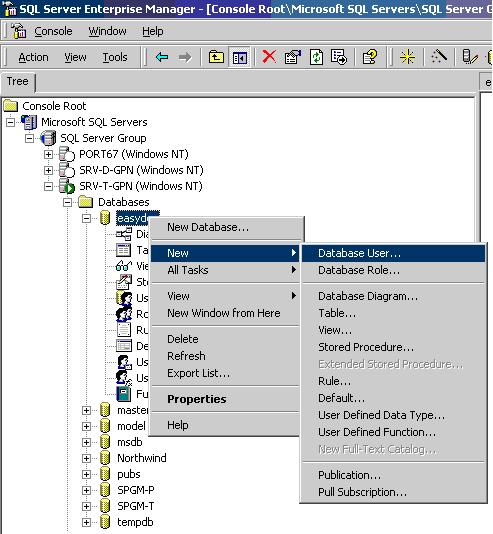 SQL Server Enterprise Manager - [Console Root\Microsoft SQL Servers\SQL Server G
Console Window Help
Action View Tools
Tree
Console Root
Microsoft SQL Servers
SQL Server Group
PORT67 (Windows NT)
SRV-D-GPN (Windows NT)
SRV-T-GPN (Windows NT)
Databases
easyd
Dia
Ta
Vie
Sto
Us
Ro
Ru
De
Us
Us
Fu
master
model
msdb
Northwind
pubs
SPGM-P
SPGM-T
tempdb
New Database...
New
All Tasks
View
New Window from Here
Delete
Refresh
Export List...
Properties
Help
Database User...
Database Role...
Database Diagram...
Table...
View...
Stored Procedure...
Extended Stored Procedure...
Rule...
Default...
User Defined Data Type...
User Defined Function...
New Full-Text Catalog...
Publication...
Pull Subscription...